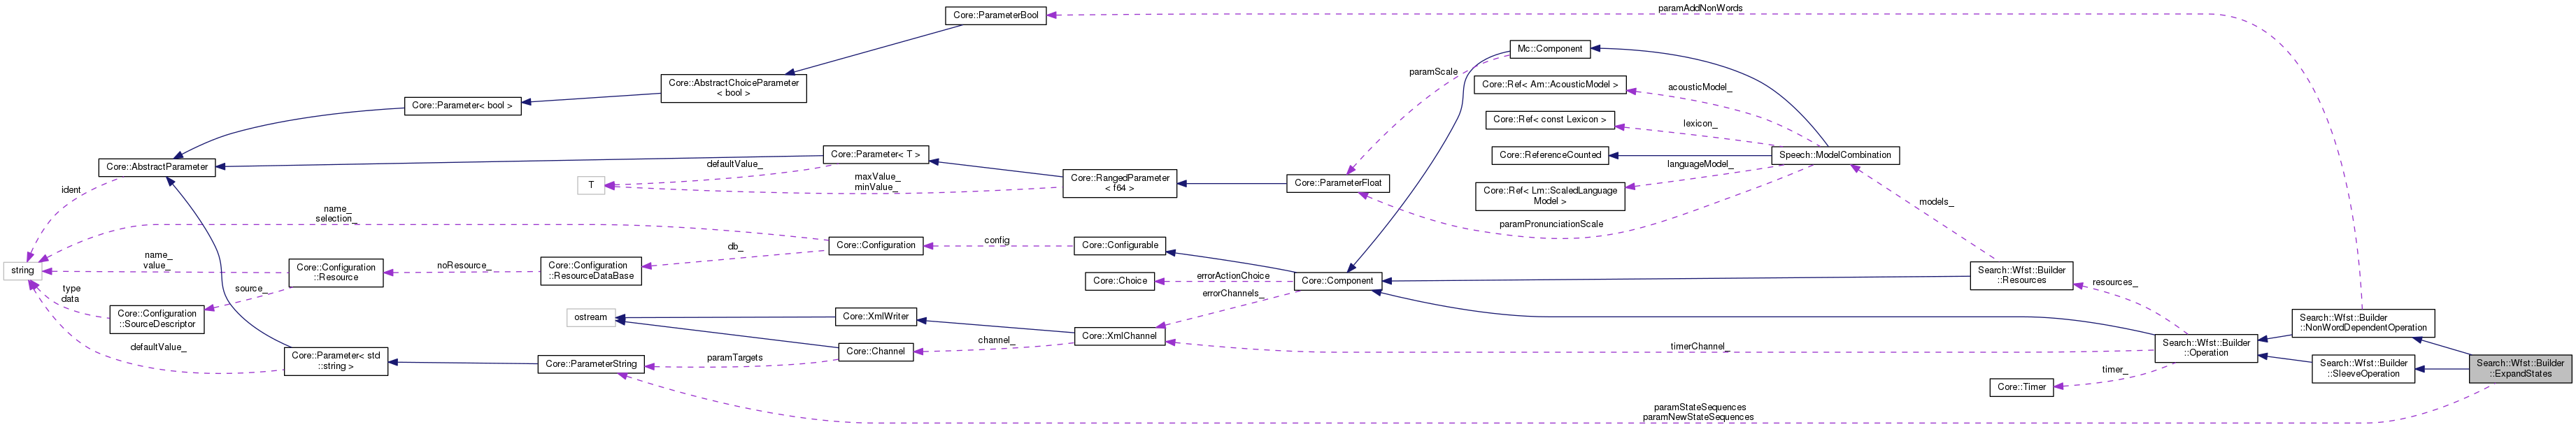 Core::ParameterBool
paramAddNonWords
Mc::Component
paramScale
Core::AbstractChoiceParameter
< bool >
Core::Ref< Am::AcousticModel >
acousticModel_
Core::Parameter< bool >
Core::Ref< const Lexicon >
lexicon_
Core::AbstractParameter
Core::Parameter< T >
Core::ReferenceCounted
Speech::ModelCombination
defaultValue_
languageModel_
ident
T
maxValue_
minValue_
Core::RangedParameter
< f64 >
Core::ParameterFloat
Core::Ref< Lm::ScaledLanguage
Model >
models_
name_
selection_
paramPronunciationScale
Core::Configuration
config
Core::Configurable
db_
string
name_
value_
Core::Configuration
::Resource
noResource_
Core::Configuration
::ResourceDataBase
errorActionChoice
Core::Choice
Core::Component
Search::Wfst::Builder
::Resources
resources_
type
data
source_
errorChannels_
Core::Configuration
::SourceDescriptor
ostream
Core::XmlWriter
Search::Wfst::Builder
::NonWordDependentOperation
Core::XmlChannel
channel_
timerChannel_
Search::Wfst::Builder
::Operation
defaultValue_
Core::Parameter< std
::string >
paramTargets
Core::Channel
Core::ParameterString
timer_
Search::Wfst::Builder
::SleeveOperation
Search::Wfst::Builder
::ExpandStates
Core::Timer
paramStateSequences
paramNewStateSequences